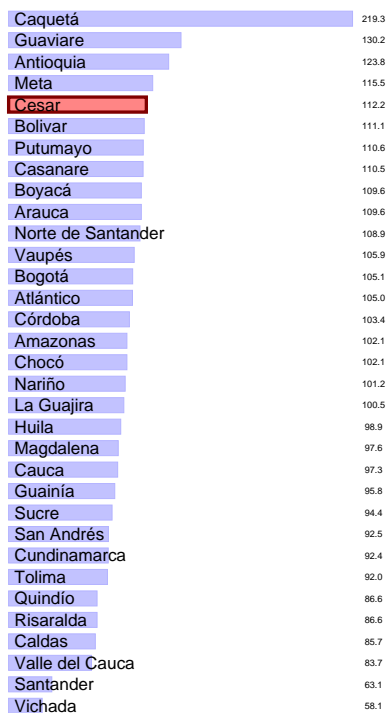 Caquetá 219.3
Guaviare 130.2
Antioquia 123.8
Meta 115.5
Cesar 112.2
Bolivar 111.1
Putumayo 110.6
Casanare 110.5
Boyacá 109.6
Arauca 109.6
Norte de Santander 108.9
Vaupés 105.9
Bogotá 105.1
Atlántico 105.0
Córdoba 103.4
Amazonas 102.1
Chocó 102.1
Nariño 101.2
La Guajira 100.5
Huila 98.9
Magdalena 97.6
Cauca 97.3
Guainía 95.8
Sucre 94.4
San Andrés 92.5
Cundinamarca 92.4
Tolima 92.0
Quindío 86.6
Risaralda 86.6
Caldas 85.7
Valle del Cauca 83.7
Santander 63.1
Vichada 58.1